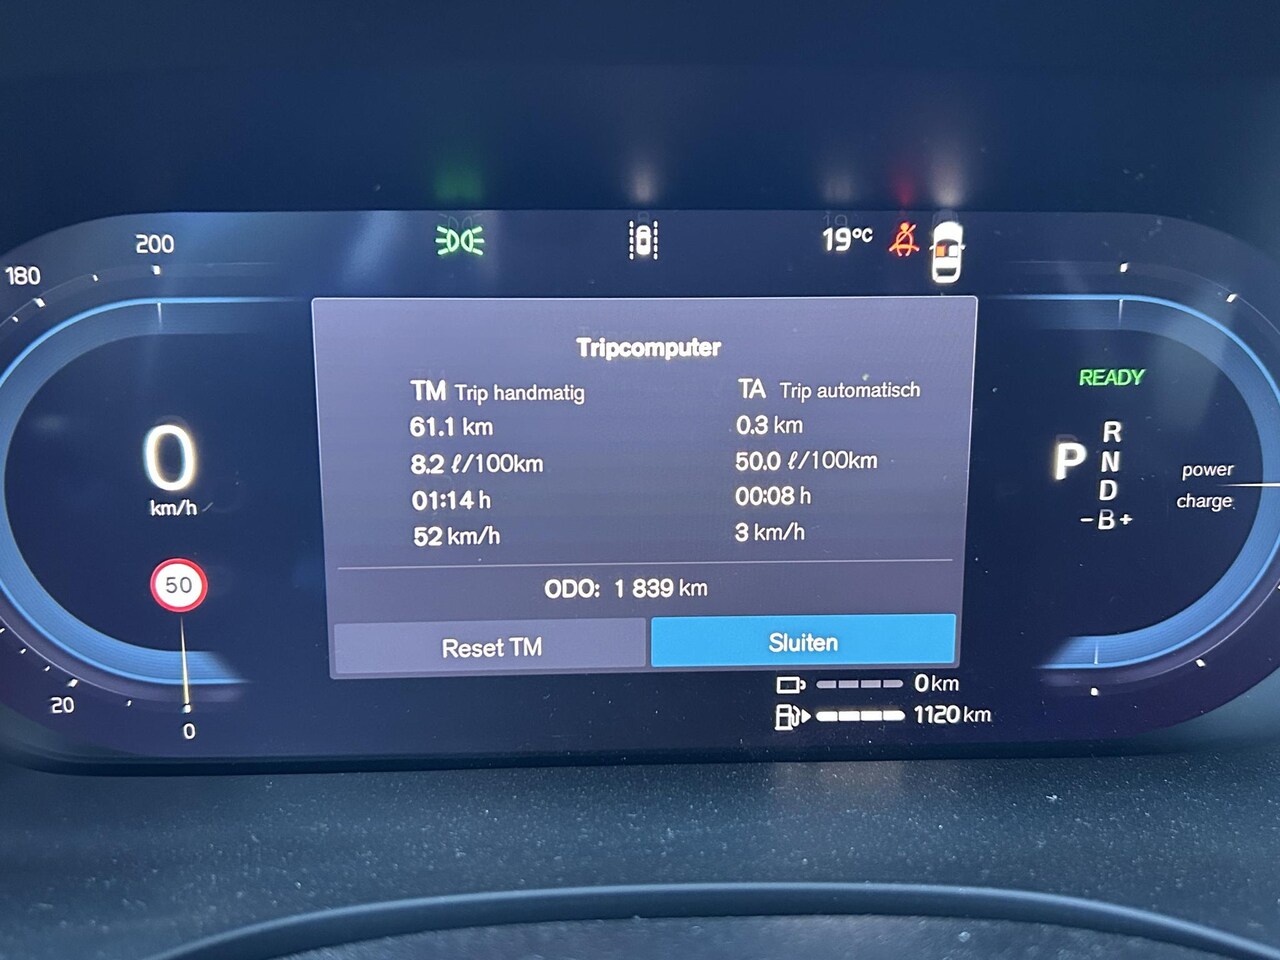 200
180
19°C
Tripcomputer
TM Trip handmatig
61.1 km
8.2 ℓ/100km
01:14 h
52 km/h
TA Trip automatisch
0.3 km
50.0 ℓ/100km
00:08 h
3 km/h
ODO: 1 839 km
Reset TM
Sluiten
0
km/h
50
20
0
READY
P
R
N
D
-B+
power
charge
0 km
1120 km